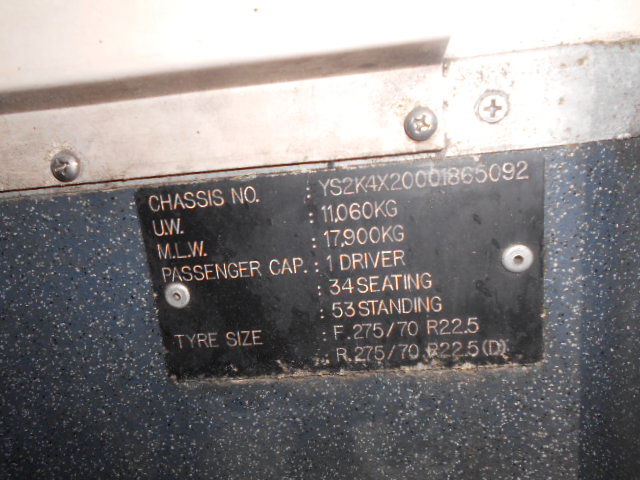 CHASSIS NO. : YS2K4X20001865092
U.W. : 11,060KG
M.L.W. : 17,900KG
PASSENGER CAP. : 1 DRIVER
: 34 SEATING
: 53 STANDING
TYRE SIZE : F. 275/70 R22.5
: R. 275/70 R22.5 (D)